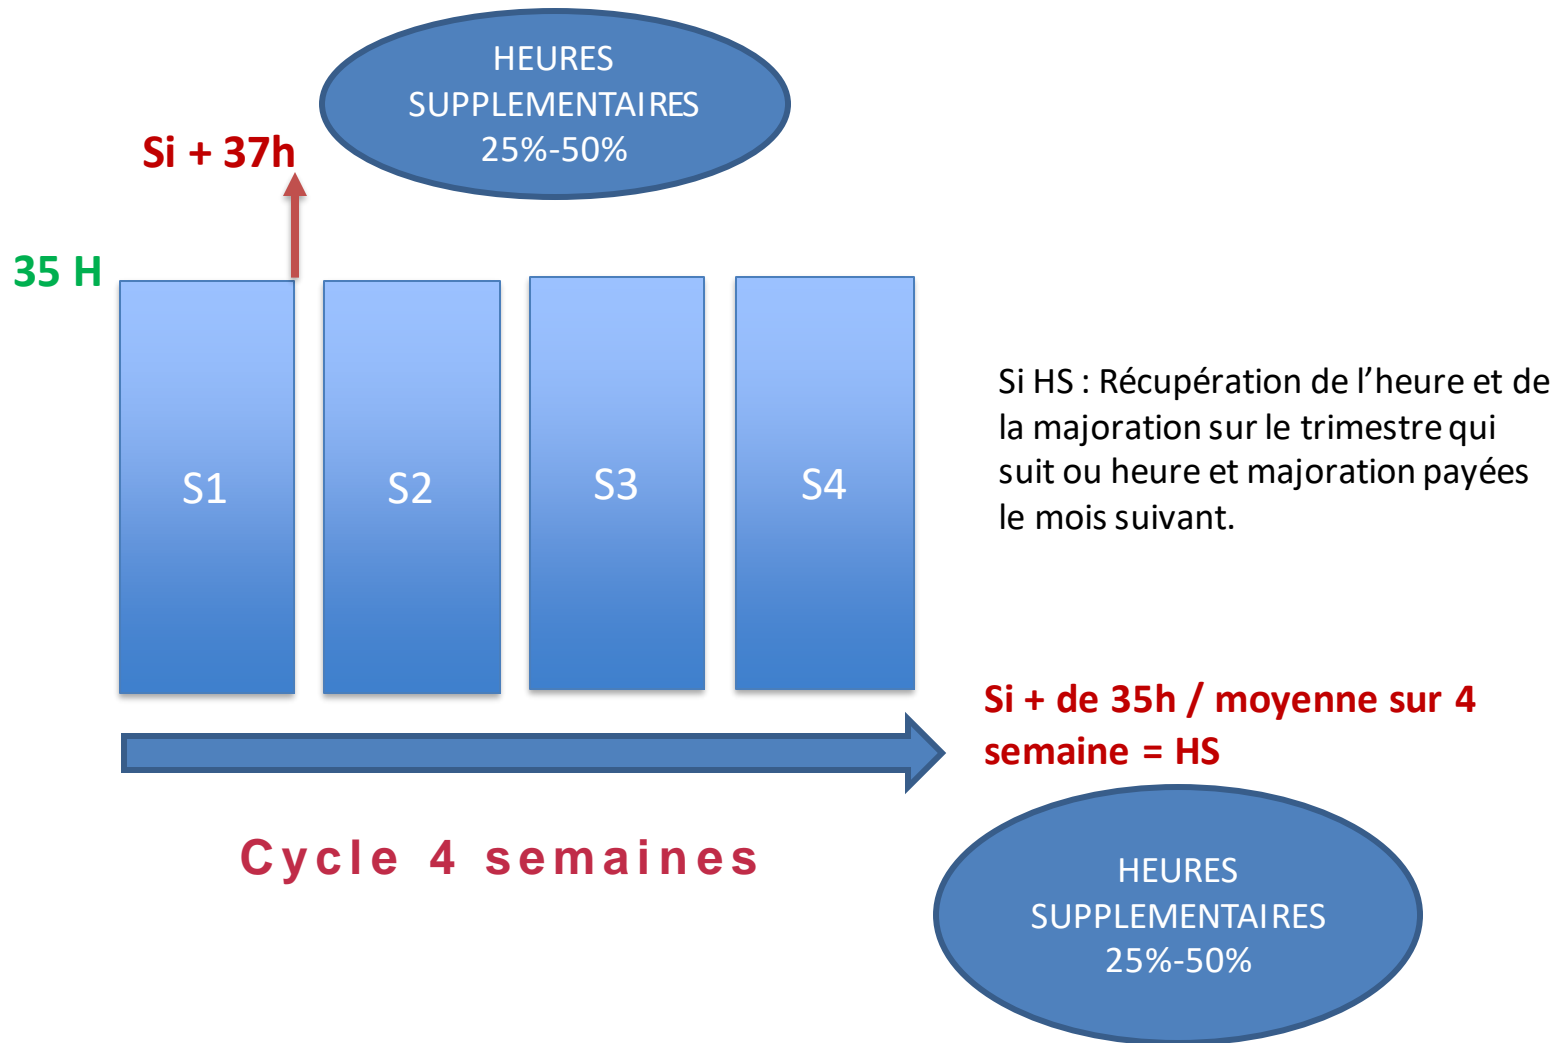 HEURES
SUPPLEMENTAIRES
25%-50%
Si + 37h
35 H
S1
S2
S3
S4
Si HS : Récupération de l’heure et de
la majoration sur le trimestre qui
suit ou heure et majoration payées
le mois suivant.
Si + de 35h / moyenne sur 4
semaine = HS
Cycle 4 semaines
HEURES
SUPPLEMENTAIRES
25%-50%